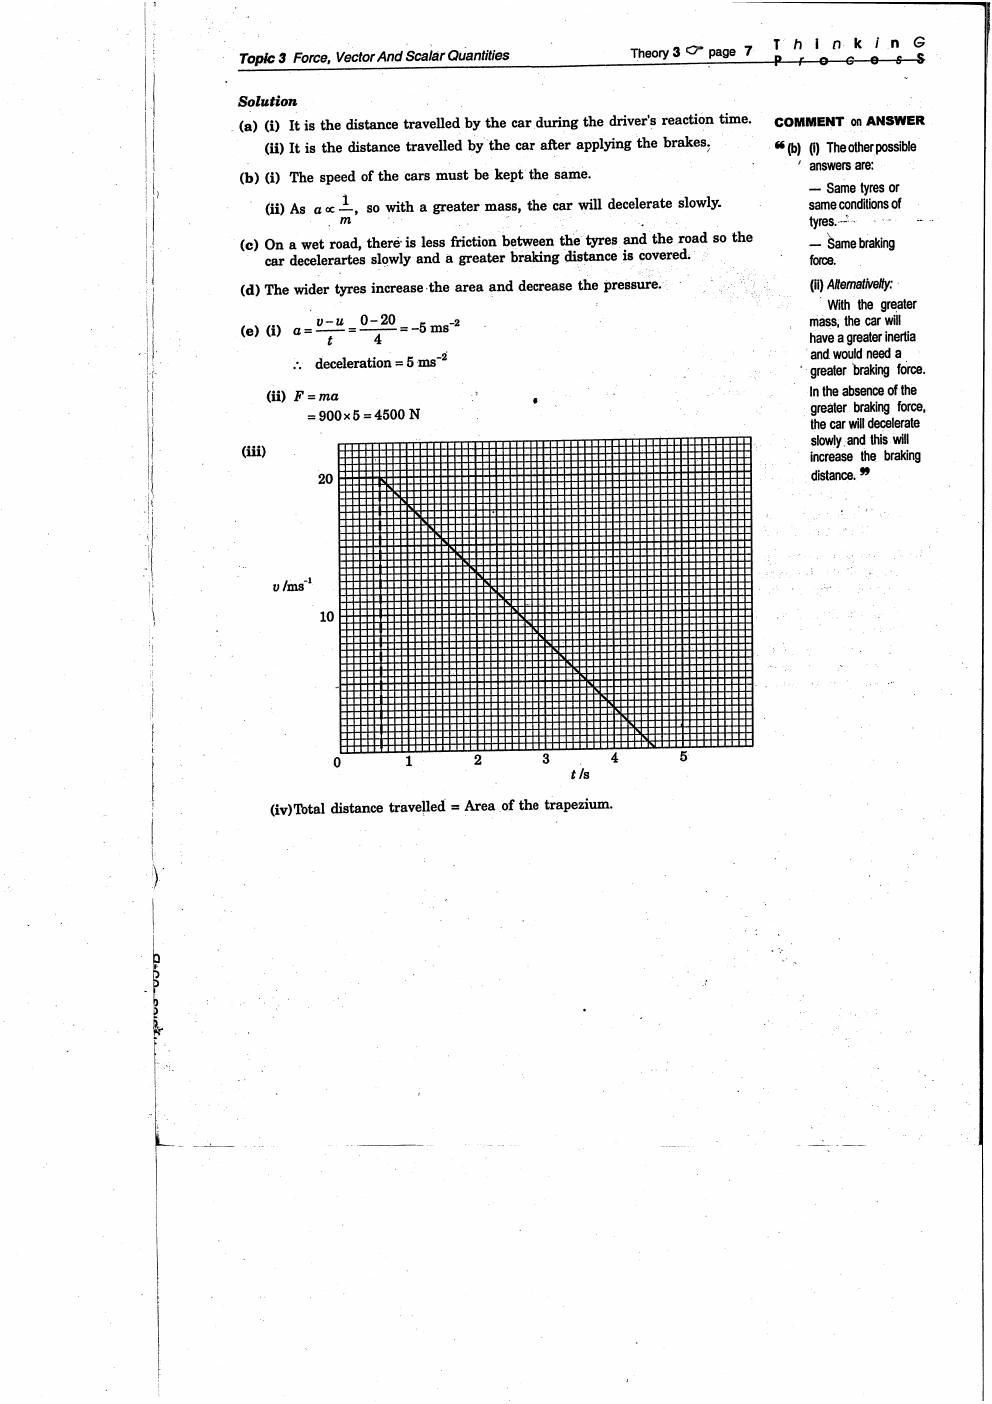 Topic 3 Force, Vector And Scalar Quantities
Theory 3 ☞ page 7
ThInkinG
ProcesS
Solution
(a) (i) It is the distance travelled by the car during the driver's reaction time.
(ii) It is the distance travelled by the car after applying the brakes.
(b) (i) The speed of the cars must be kept the same.
(ii) As a ∝ 1/m, so with a greater mass, the car will decelerate slowly.
(c) On a wet road, there is less friction between the tyres and the road so the
car decelerartes slowly and a greater braking distance is covered.
(d) The wider tyres increase the area and decrease the pressure.
(e) (i) a = (v-u)/t = (0-20)/4 = -5 ms⁻²
∴ deceleration = 5 ms⁻²
(ii) F = ma
= 900×5 = 4500 N
(iii)
20
v /ms⁻¹
10
0 1 2 3 4 5
t /s
(iv)Total distance travelled = Area of the trapezium.
COMMENT on ANSWER
❝ (b) (i) The other possible
answers are:
— Same tyres or
same conditions of
tyres.
— Same braking
force.
(ii) Alternativelty:
With the greater
mass, the car will
have a greater inertia
and would need a
greater braking force.
In the absence of the
greater braking force,
the car will decelerate
slowly and this will
increase the braking
distance. ❞